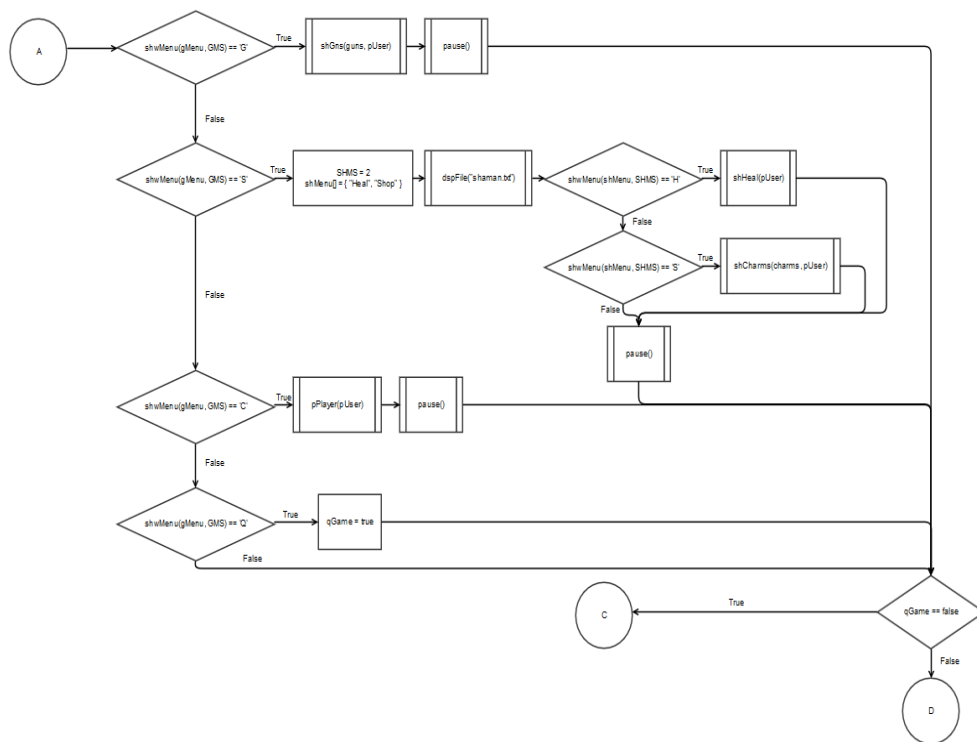 A
shwMenu(gMenu, GMS) == 'G'
True
shGns(guns, pUser)
pause()
False
shwMenu(gMenu, GMS) == 'S'
True
SHMS = 2
shMenu[] = { "Heal", "Shop" }
dspFile("shaman.txt")
shwMenu(shMenu, SHMS) == 'H'
True
shHeal(pUser)
False
shwMenu(shMenu, SHMS) == 'S'
True
shCharms(charms, pUser)
False
pause()
False
shwMenu(gMenu, GMS) == 'C'
True
pPlayer(pUser)
pause()
False
shwMenu(gMenu, GMS) == 'Q'
True
qGame = true
False
qGame == false
True
C
False
D